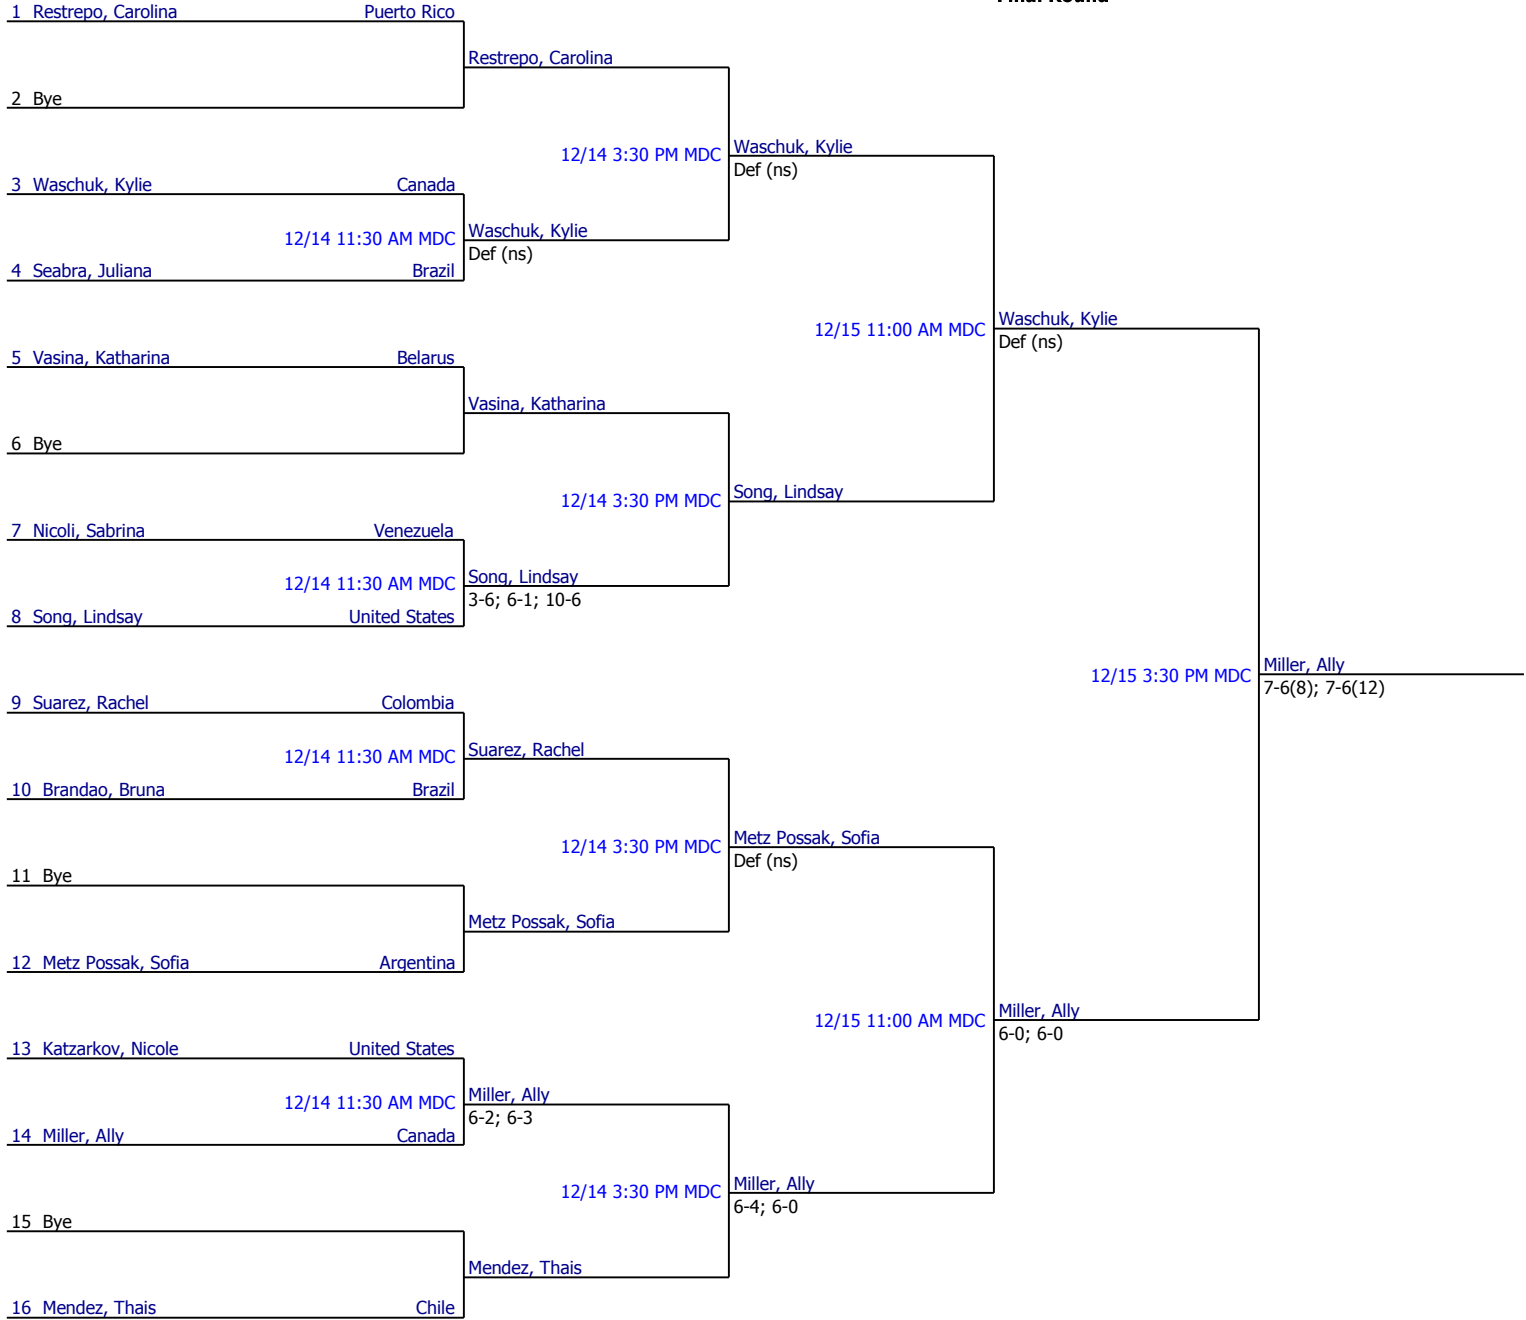 Final Round
1 Restrepo, Carolina Puerto Rico
Restrepo, Carolina
2 Bye
12/14 3:30 PM MDC Waschuk, Kylie
Def (ns)
3 Waschuk, Kylie Canada
12/14 11:30 AM MDC Waschuk, Kylie
Def (ns)
4 Seabra, Juliana Brazil
12/15 11:00 AM MDC Waschuk, Kylie
Def (ns)
5 Vasina, Katharina Belarus
Vasina, Katharina
6 Bye
12/14 3:30 PM MDC Song, Lindsay
7 Nicoli, Sabrina Venezuela
12/14 11:30 AM MDC Song, Lindsay
3-6; 6-1; 10-6
8 Song, Lindsay United States
12/15 3:30 PM MDC Miller, Ally
7-6(8); 7-6(12)
9 Suarez, Rachel Colombia
12/14 11:30 AM MDC Suarez, Rachel
10 Brandao, Bruna Brazil
12/14 3:30 PM MDC Metz Possak, Sofia
Def (ns)
11 Bye
Metz Possak, Sofia
12 Metz Possak, Sofia Argentina
12/15 11:00 AM MDC Miller, Ally
6-0; 6-0
13 Katzarkov, Nicole United States
12/14 11:30 AM MDC Miller, Ally
6-2; 6-3
14 Miller, Ally Canada
12/14 3:30 PM MDC Miller, Ally
6-4; 6-0
15 Bye
Mendez, Thais
16 Mendez, Thais Chile